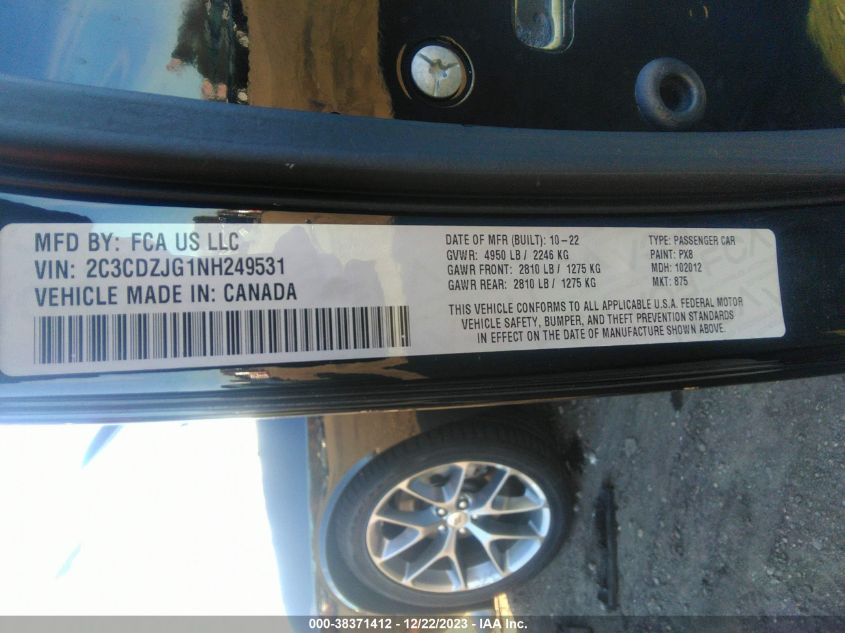 MFD BY: FCA US LLC
VIN: 2C3CDZJG1NH249531
VEHICLE MADE IN: CANADA
DATE OF MFR (BUILT): 10-22
GVWR: 4950 LB / 2246 KG
GAWR FRONT: 2810 LB / 1275 KG
GAWR REAR: 2810 LB / 1275 KG
TYPE: PASSENGER CAR
PAINT: PX8
MDH: 102012
MKT: 875
THIS VEHICLE CONFORMS TO ALL APPLICABLE U.S.A. FEDERAL MOTOR
VEHICLE SAFETY, BUMPER, AND THEFT PREVENTION STANDARDS
IN EFFECT ON THE DATE OF MANUFACTURE SHOWN ABOVE.
000-38371412 - 12/22/2023 - IAA Inc.